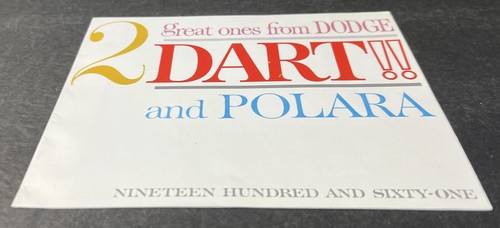 2 great ones from DODGE
DART!!
and POLARA
NINETEEN HUNDRED AND SIXTY-ONE